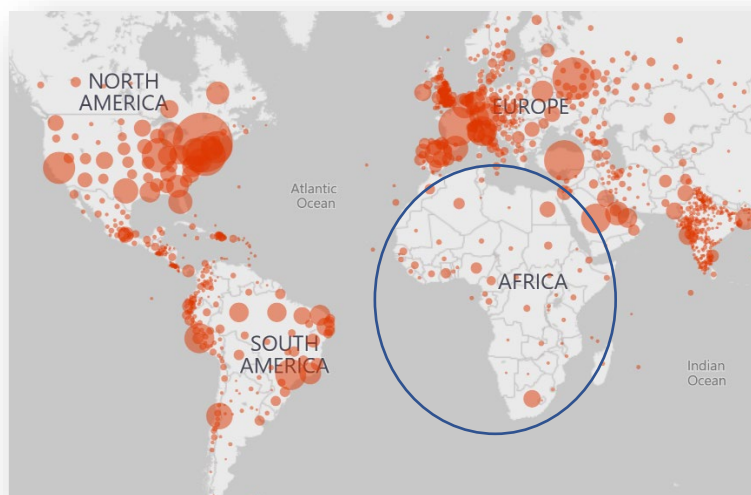 NORTH
AMERICA
EUROPE
Atlantic
Ocean
AFRICA
SOUTH
AMERICA
Indian
Ocean